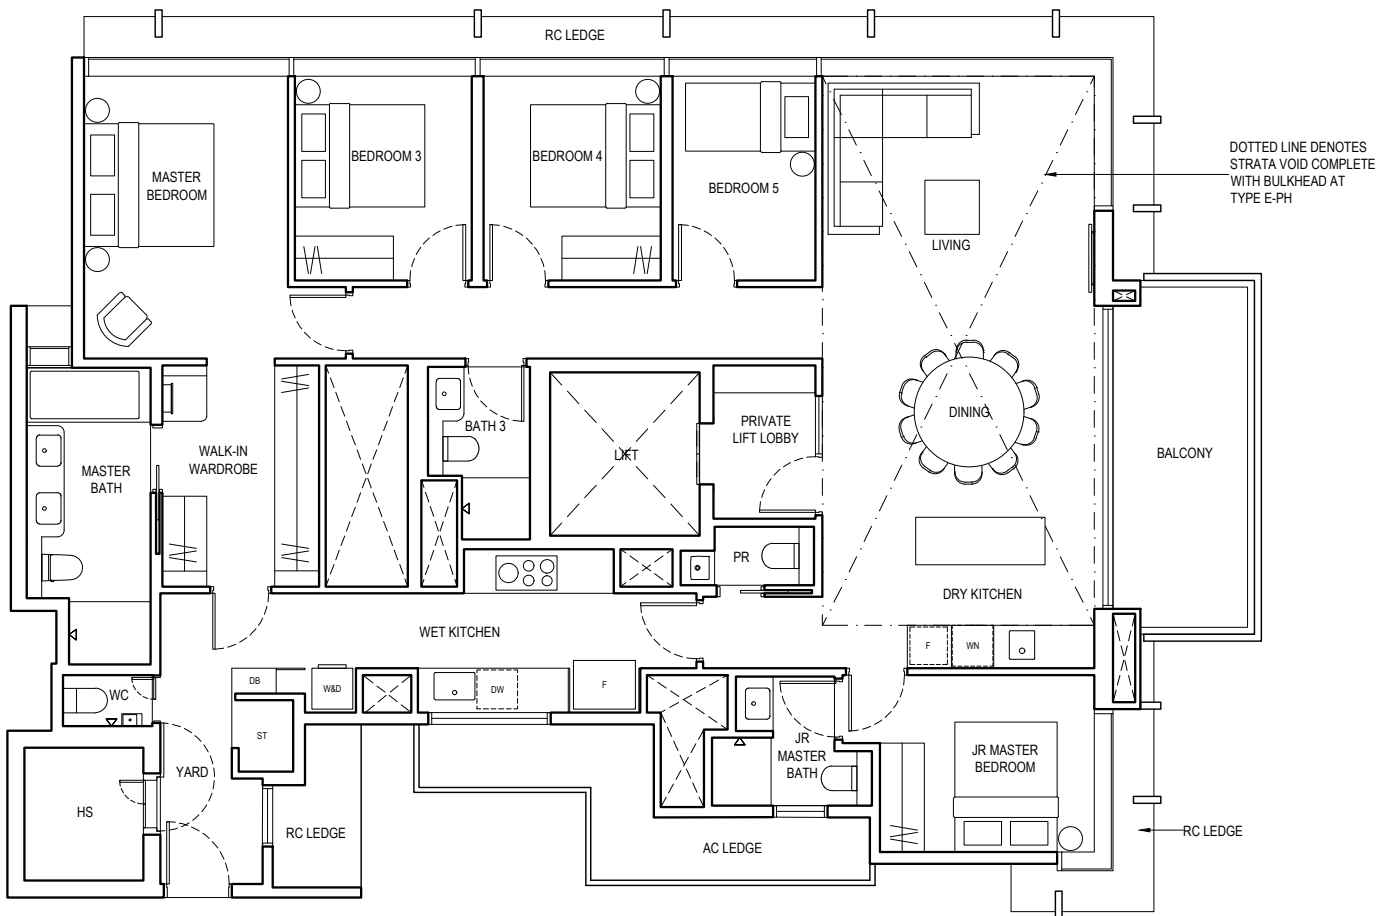 RC LEDGE
DOTTED LINE DENOTES
STRATA VOID COMPLETE
WITH BULKHEAD AT
TYPE E-PH
MASTER
BEDROOM
BEDROOM 3
BEDROOM 4
BEDROOM 5
LIVING
WALK-IN
WARDROBE
MASTER
BATH
BATH 3
LIFT
PRIVATE
LIFT LOBBY
DINING
BALCONY
PR
DRY KITCHEN
WET KITCHEN
F
WN
DB
W&D
DW
F
WC
ST
YARD
HS
RC LEDGE
JR
MASTER
BATH
JR MASTER
BEDROOM
AC LEDGE
RC LEDGE